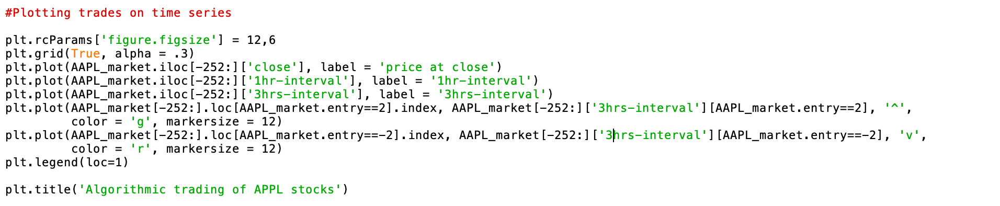 #Plotting trades on time series
plt.rcParams['figure.figsize'] = 12,6
plt.grid(True, alpha = .3)
plt.plot(AAPL_market.iloc[-252:]['close'], label = 'price at close')
plt.plot(AAPL_market.iloc[-252:]['1hr-interval'], label = '1hr-interval')
plt.plot(AAPL_market.iloc[-252:]['3hrs-interval'], label = '3hrs-interval')
plt.plot(AAPL_market[-252:].loc[AAPL_market.entry==2].index, AAPL_market[-252:]['3hrs-interval'][AAPL_market.entry==2], '^',
         color = 'g', markersize = 12)
plt.plot(AAPL_market[-252:].loc[AAPL_market.entry==-2].index, AAPL_market[-252:]['3hrs-interval'][AAPL_market.entry==-2], 'v',
         color = 'r', markersize = 12)
plt.legend(loc=1)
plt.title('Algorithmic trading of APPL stocks')